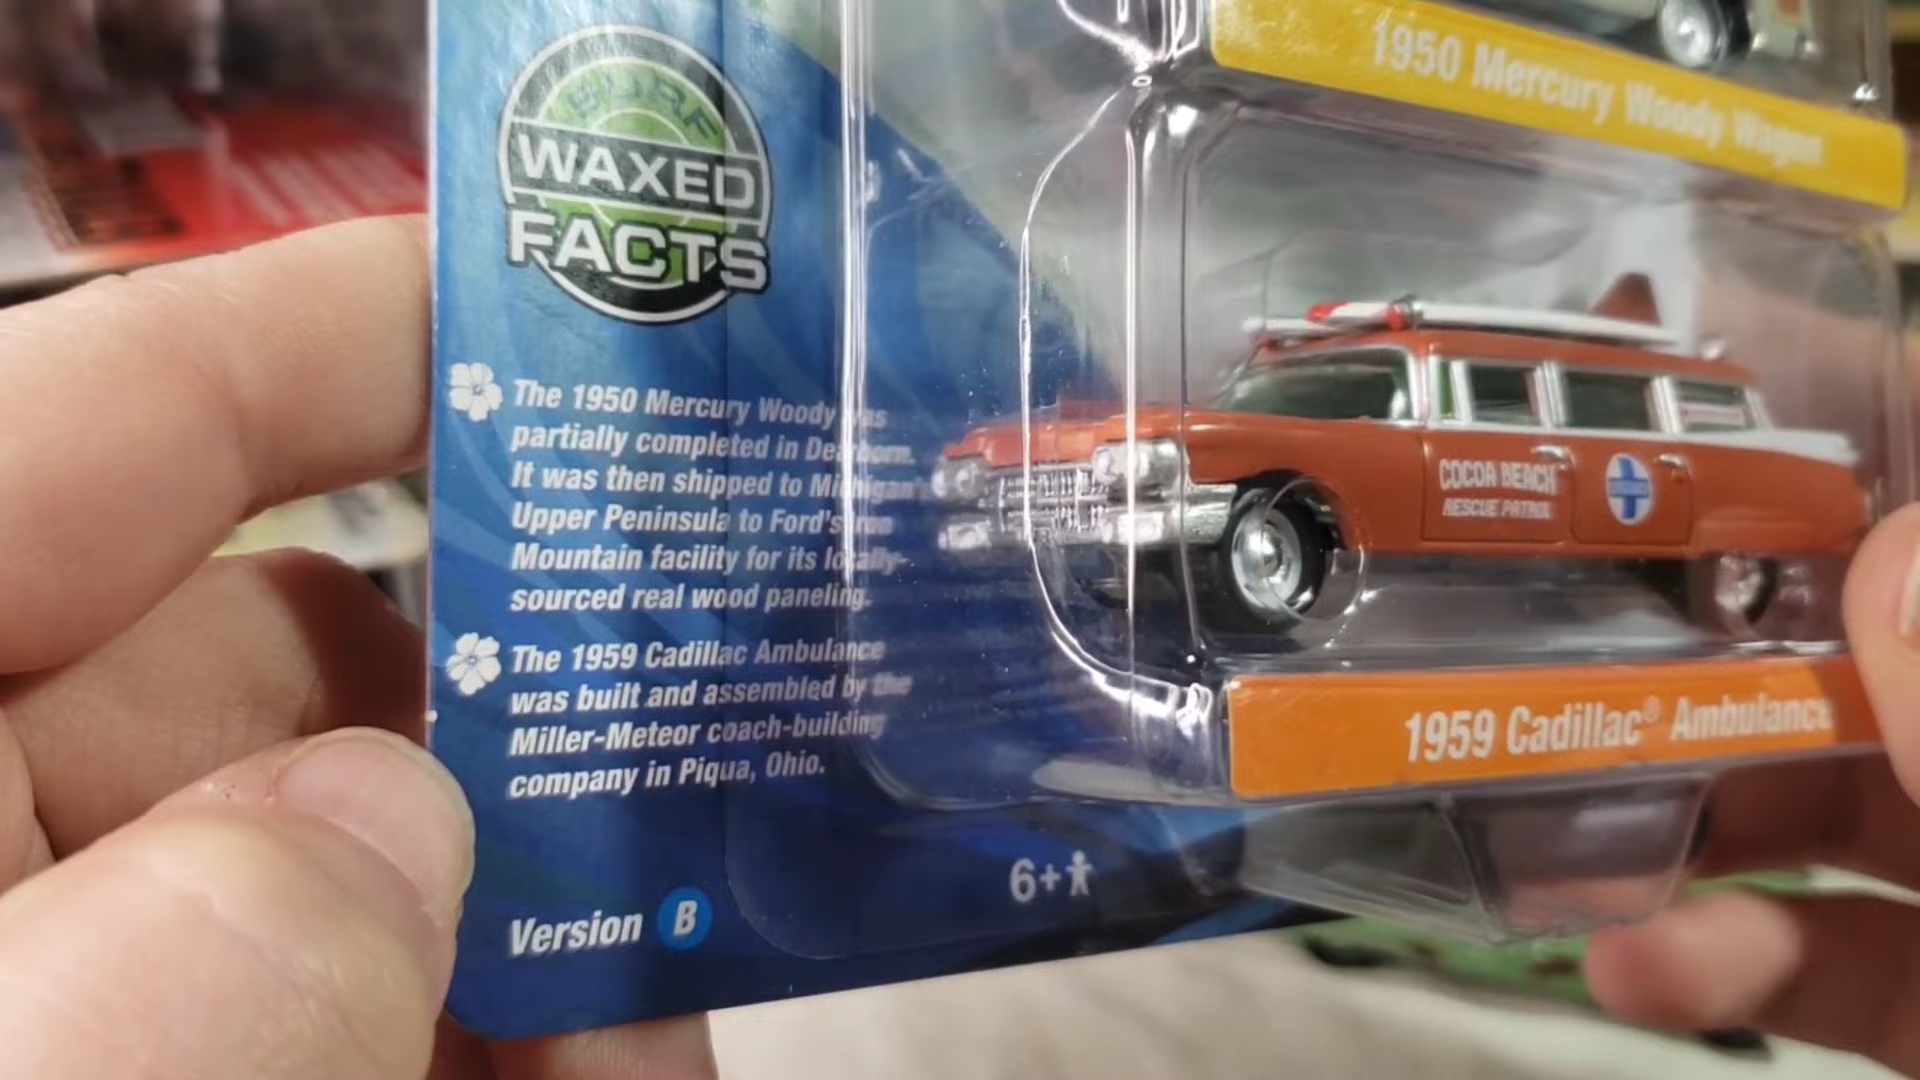 SURF
WAXED
FACTS
The 1950 Mercury Woody was
partially completed in Dearborn.
It was then shipped to Michigan's
Upper Peninsula to Ford's Iron
Mountain facility for its locally-
sourced real wood paneling.
The 1959 Cadillac Ambulance
was built and assembled by the
Miller-Meteor coach-building
company in Piqua, Ohio.
Version B
6+
1950 Mercury Woody Wagon
COCOA BEACH
RESCUE PATROL
1959 Cadillac® Ambulance